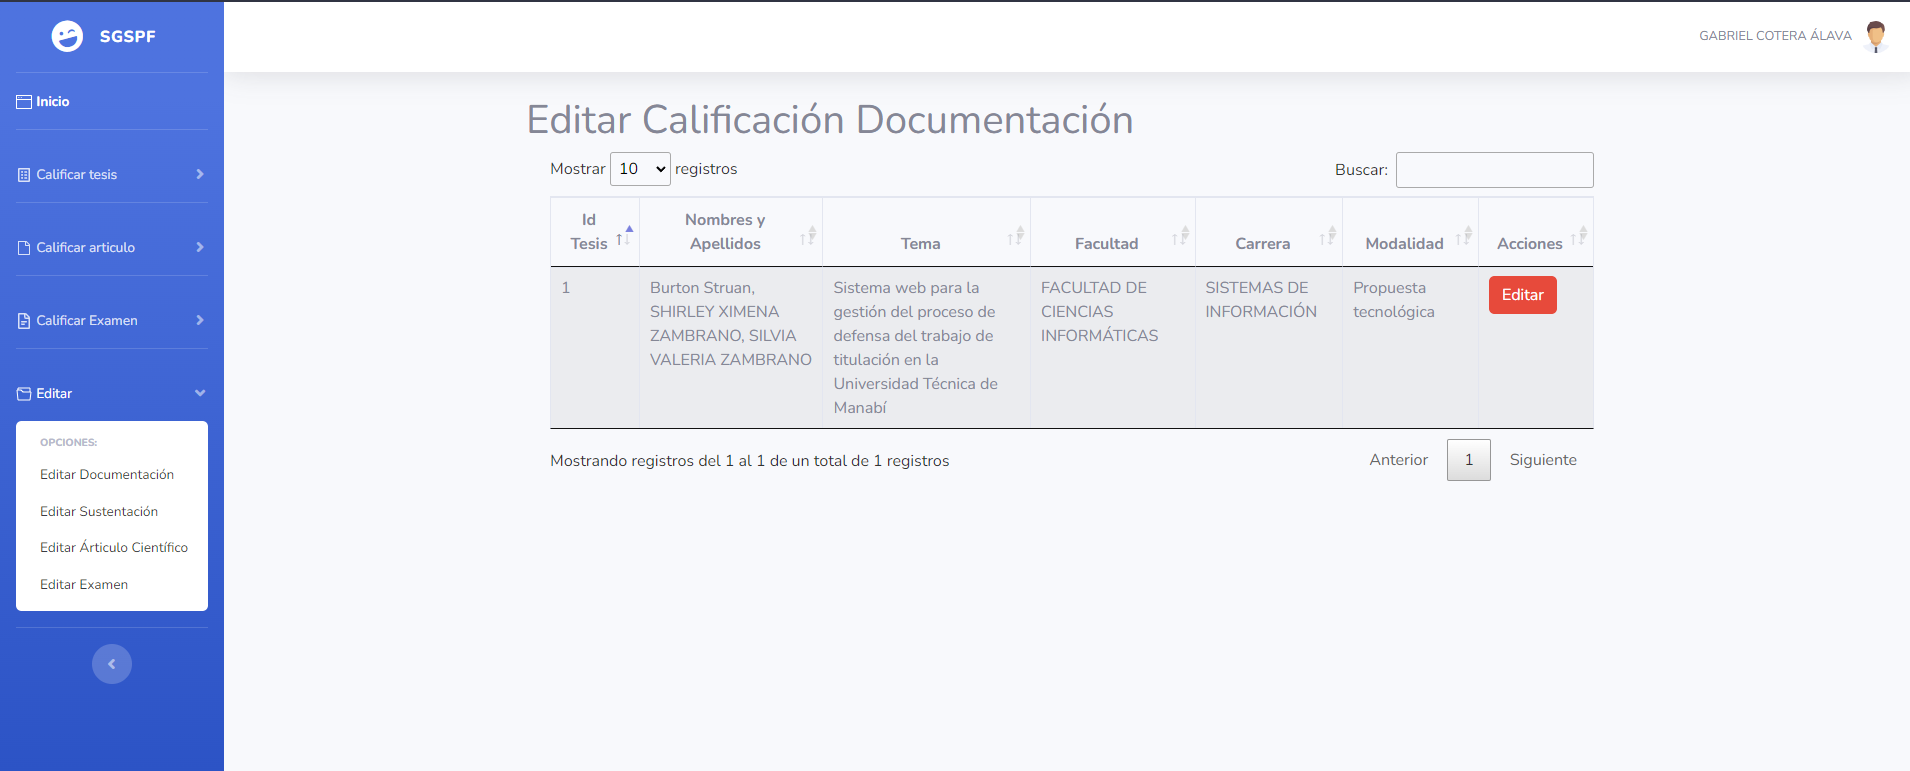 SGSPF
GABRIEL COTERA ÁLAVA
Inicio
Calificar tesis
Calificar articulo
Calificar Examen
Editar
OPCIONES:
Editar Documentación
Editar Sustentación
Editar Árticulo Científico
Editar Examen
Editar Calificación Documentación
Mostrar 10 registros
Buscar:
Id
Tesis
Nombres y
Apellidos
Tema
Facultad
Carrera
Modalidad
Acciones
1
Burton Struan,
SHIRLEY XIMENA
ZAMBRANO, SILVIA
VALERIA ZAMBRANO
Sistema web para la
gestión del proceso de
defensa del trabajo de
titulación en la
Universidad Técnica de
Manabí
FACULTAD DE
CIENCIAS
INFORMÁTICAS
SISTEMAS DE
INFORMACIÓN
Propuesta
tecnológica
Editar
Mostrando registros del 1 al 1 de un total de 1 registros
Anterior 1 Siguiente